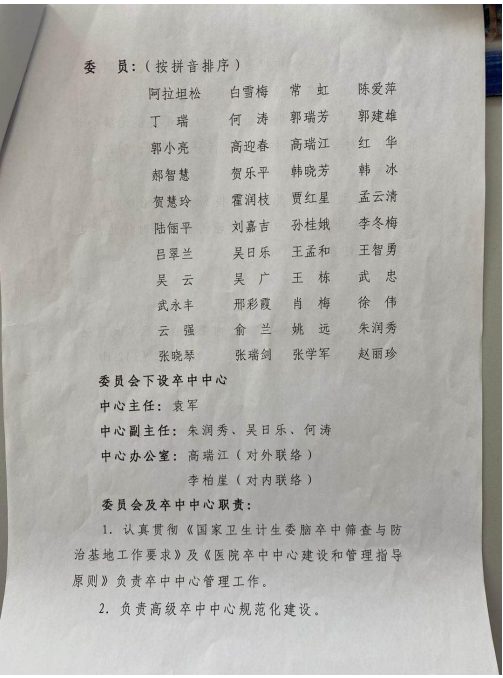 委 员：（按拼音排序）
阿拉坦松 白雪梅 常 虹 陈爱萍
丁 瑞 何 涛 郭瑞芳 郭建雄
郭小亮 高迎春 高瑞江 红 华
郝智慧 贺乐平 韩晓芳 韩 冰
贺慧玲 霍润枝 贾红星 孟云清
陆俪平 刘嘉吉 孙桂娥 李冬梅
吕翠兰 吴日乐 王孟和 王智勇
吴 云 吴 广 王 栋 武 忠
武永丰 邢彩霞 肖 梅 徐 伟
云 强 俞 兰 姚 远 朱润秀
张晓琴 张瑞剑 张学军 赵丽珍
委员会下设卒中中心
中心主任：袁军
中心副主任：朱润秀、吴日乐、何涛
中心办公室：高瑞江（对外联络）
李柏崖（对内联络）
委员会及卒中中心职责：
1. 认真贯彻《国家卫生计生委脑卒中筛查与防
治基地工作要求》及《医院卒中中心建设和管理指导
原则》负责卒中中心管理工作。
2. 负责高级卒中中心规范化建设。